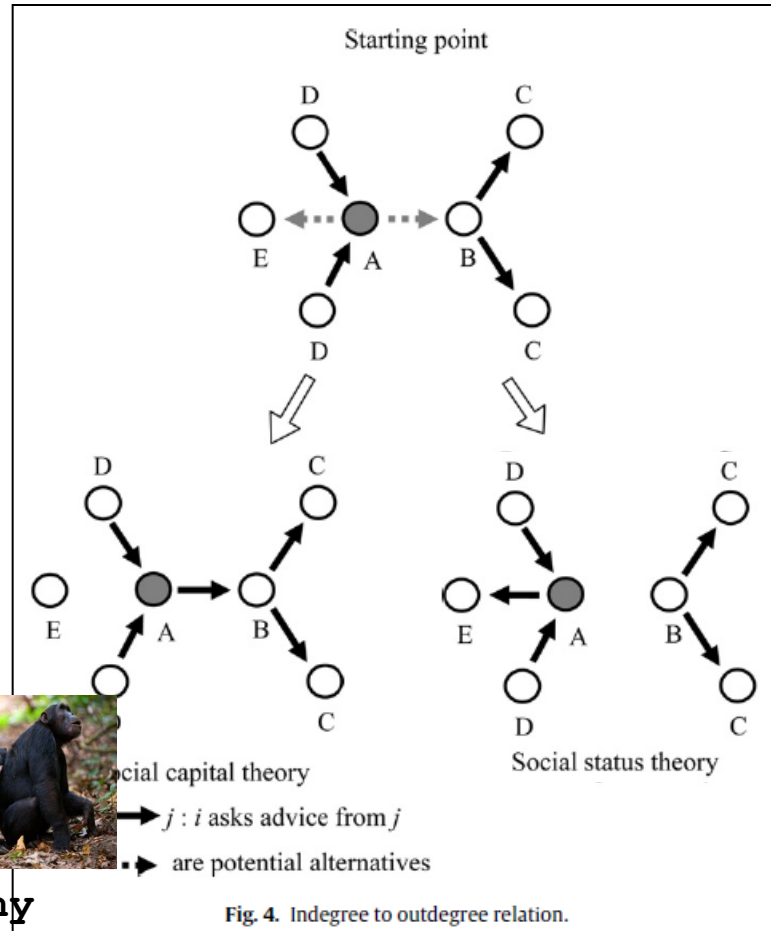 Starting point
D C
E A B
D C
D C
E A B
C
D C
E A B
D C
ocial capital theory
Social status theory
j : i asks advice from j
are potential alternatives
Fig. 4. Indegree to outdegree relation.